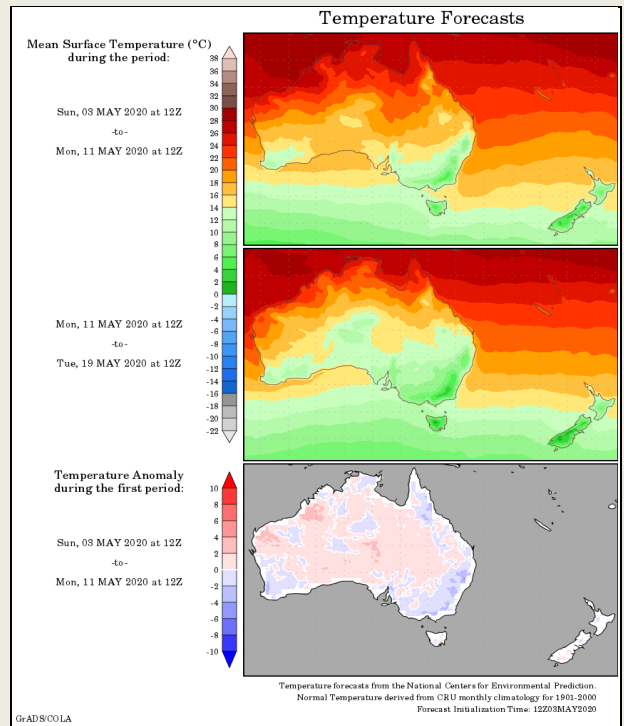 Temperature Forecasts
Mean Surface Temperature (°C)
during the period:
38
36
34
32
30
28
26
24
22
20
18
16
14
12
10
8
6
4
2
0
-2
-4
-6
-8
-10
-12
-14
-16
-18
-20
-22
Sun, 03 MAY 2020 at 12Z
-to-
Mon, 11 MAY 2020 at 12Z
Mon, 11 MAY 2020 at 12Z
-to-
Tue, 19 MAY 2020 at 12Z
Temperature Anomaly
during the first period:
10
8
6
4
2
0
-2
-4
-6
-8
-10
Sun, 03 MAY 2020 at 12Z
-to-
Mon, 11 MAY 2020 at 12Z
Temperature forecasts from the National Centers for Environmental Prediction.
Normal Temperature derived from CRU monthly climatology for 1901-2000
Forecast Initialization Time: 12Z03MAY2020
GrADS/COLA